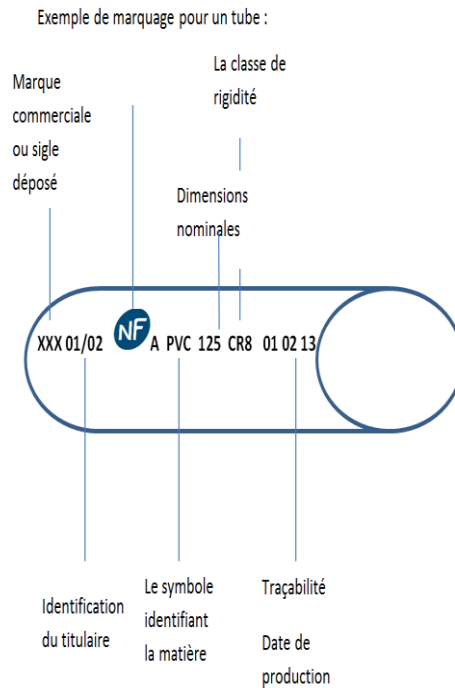 Exemple de marquage pour un tube :
La classe de
rigidité
Marque
commerciale
ou sigle
déposé
Dimensions
nominales
XXX 01/02 NF A PVC 125 CR8 01 02 13
Identification
du titulaire
Le symbole
identifiant
la matière
Traçabilité
Date de
production